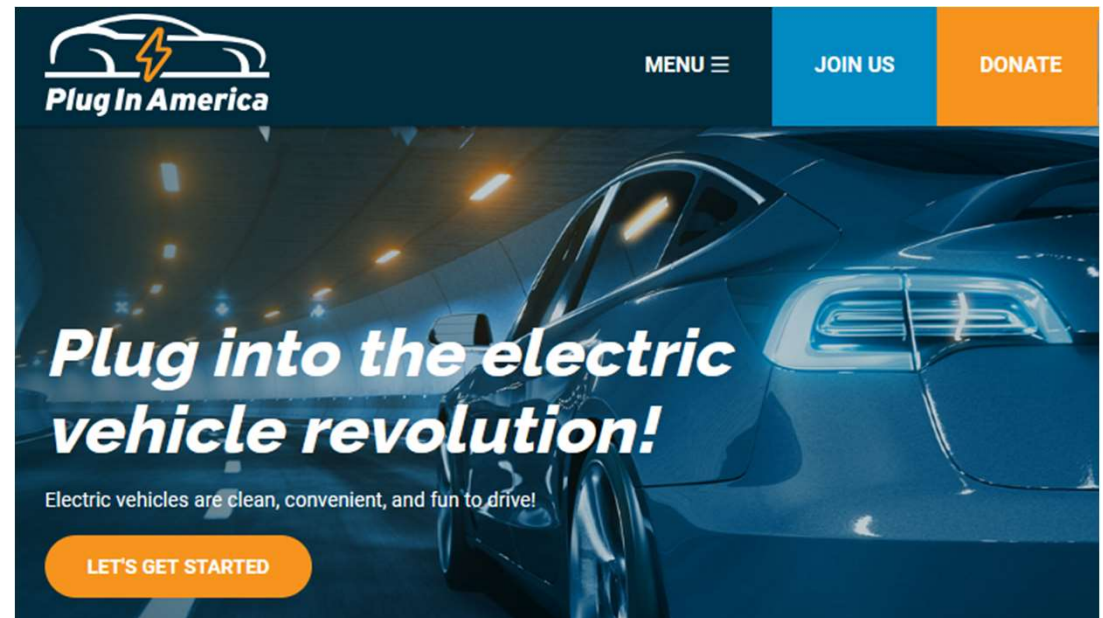 Plug In America
MENU ☰
JOIN US
DONATE
Plug into the electric
vehicle revolution!
Electric vehicles are clean, convenient, and fun to drive!
LET'S GET STARTED